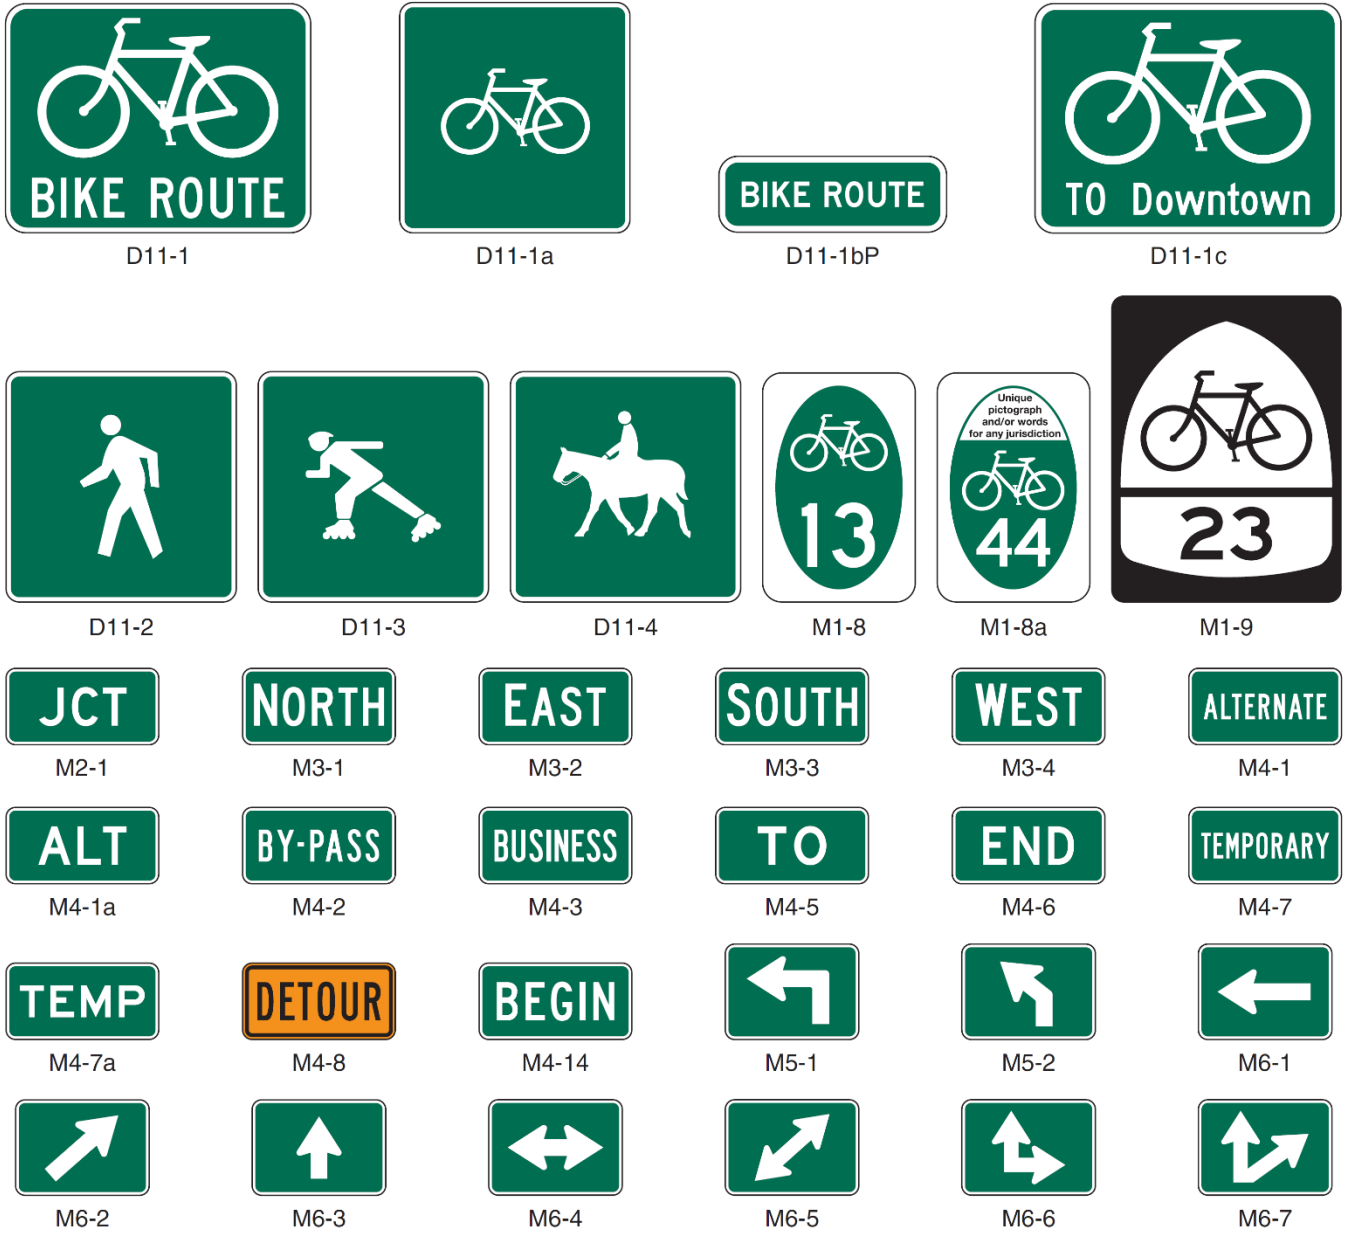 BIKE ROUTE
BIKE ROUTE
TO Downtown
D11-1
D11-1a
D11-1bP
D11-1c
Unique
pictograph
and/or words
for any jurisdiction
13
44
23
D11-2
D11-3
D11-4
M1-8
M1-8a
M1-9
JCT
NORTH
EAST
SOUTH
WEST
ALTERNATE
M2-1
M3-1
M3-2
M3-3
M3-4
M4-1
ALT
BY-PASS
BUSINESS
TO
END
TEMPORARY
M4-1a
M4-2
M4-3
M4-5
M4-6
M4-7
TEMP
DETOUR
BEGIN
M4-7a
M4-8
M4-14
M5-1
M5-2
M6-1
M6-2
M6-3
M6-4
M6-5
M6-6
M6-7